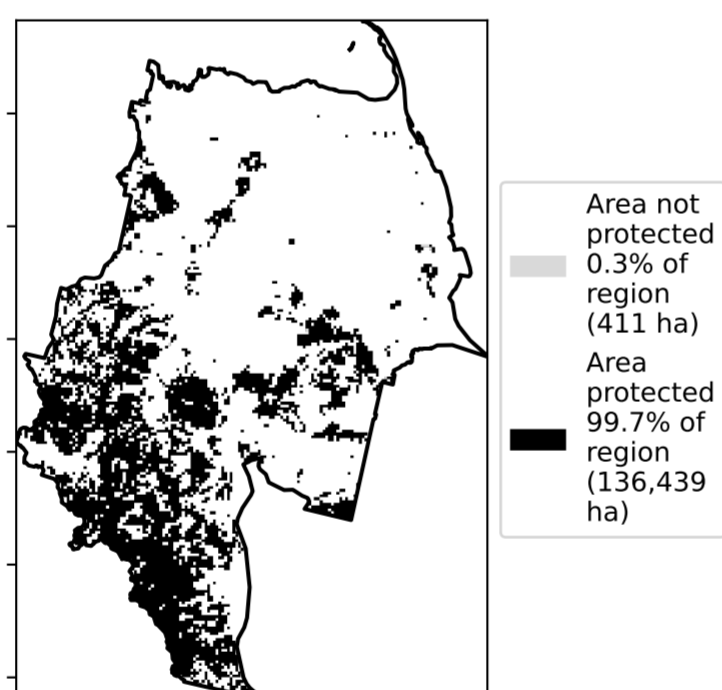 Area not
protected
0.3% of
region
(411 ha)
Area
protected
99.7% of
region
(136,439
ha)